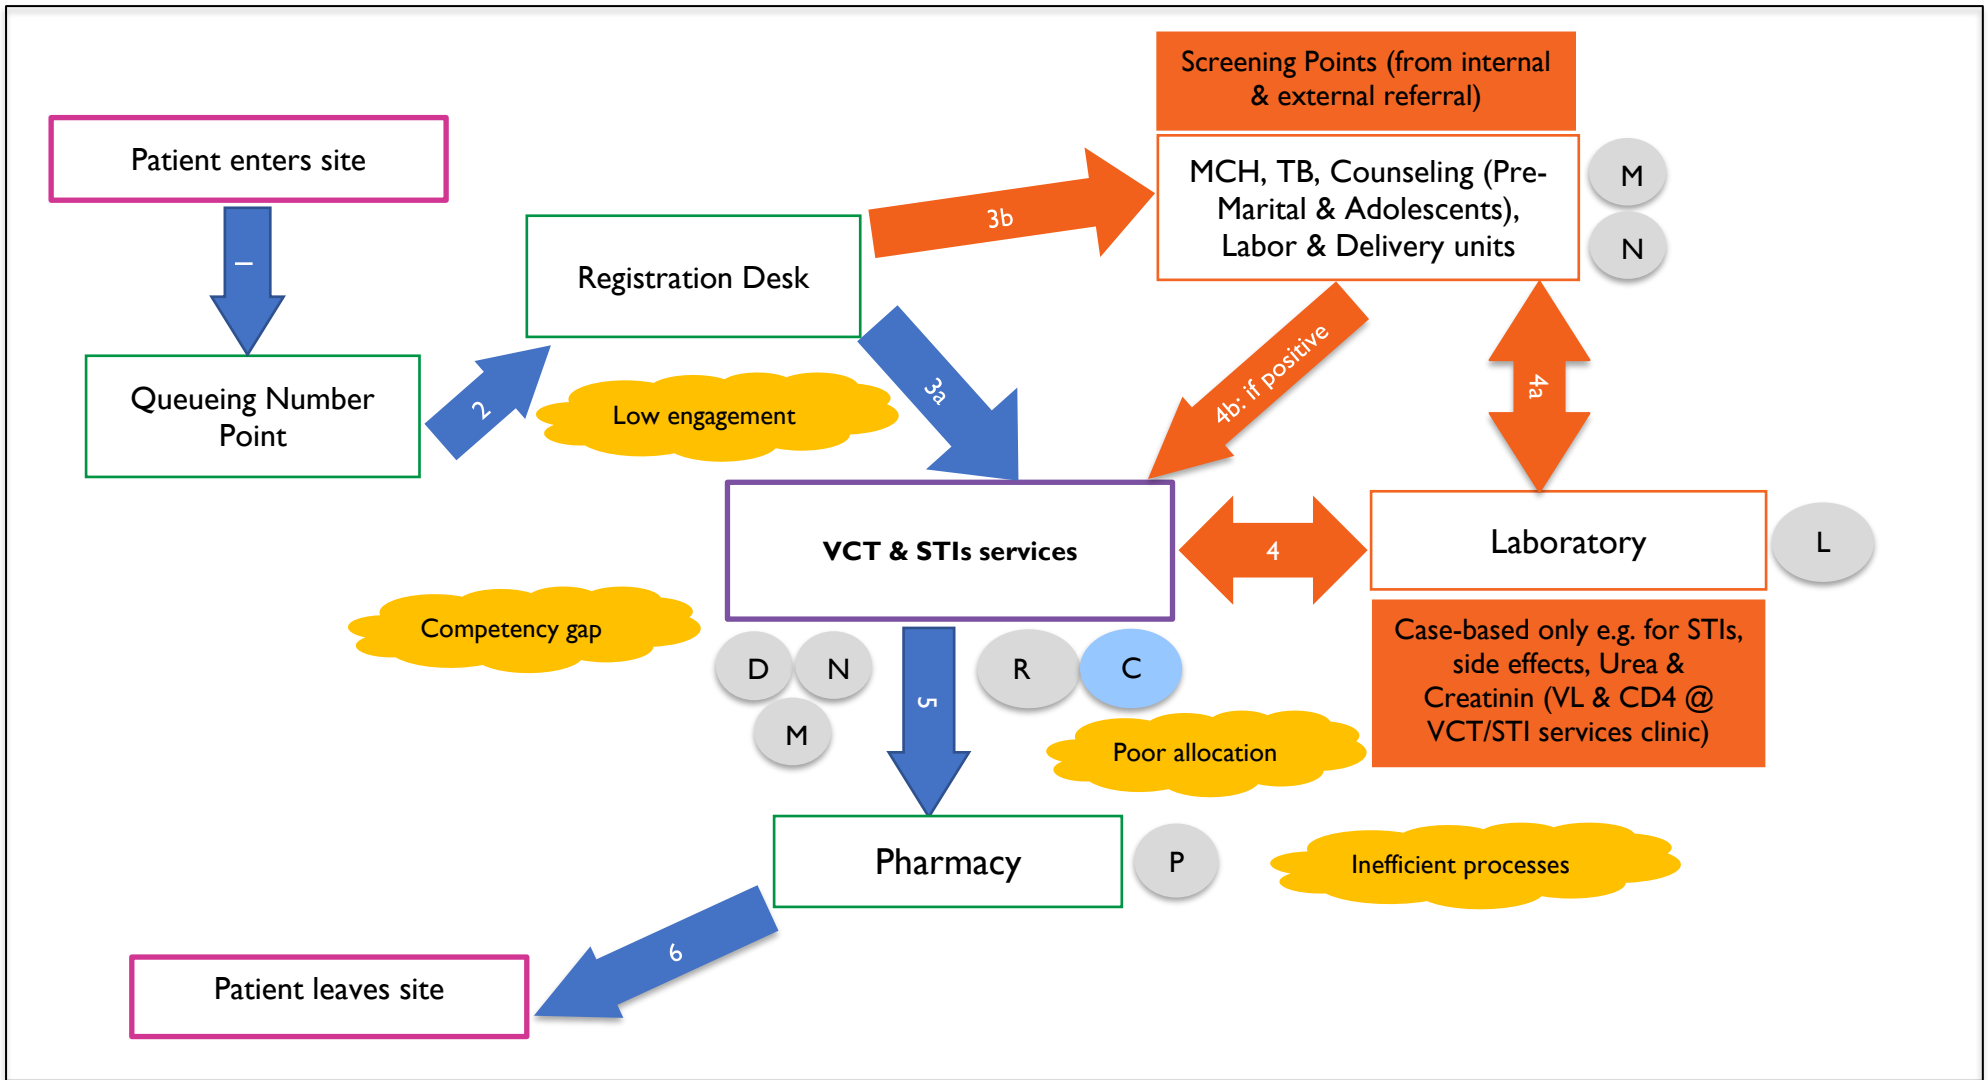 Screening Points (from internal
& external referral)
Patient enters site
MCH, TB, Counseling (Pre-
Marital & Adolescents),
Labor & Delivery units
M
N
1
3b
Registration Desk
Queueing Number
Point
2
Low engagement
3a
4b: if positive
4a
VCT & STIs services
4
Laboratory
L
Competency gap
D
N
M
5
R
C
Case-based only e.g. for STIs,
side effects, Urea &
Creatinin (VL & CD4 @
VCT/STI services clinic)
Poor allocation
Pharmacy
P
Inefficient processes
6
Patient leaves site